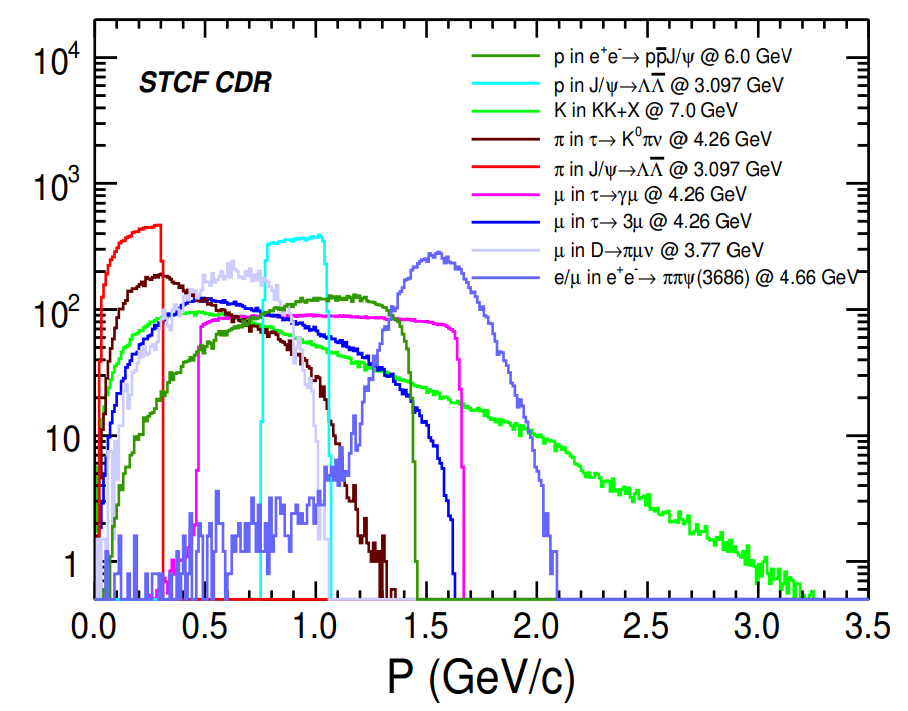 10⁴
STCF CDR
p in e⁺e⁻→ pp̅J/ψ @ 6.0 GeV
p in J/ψ→ΛΛ̅ @ 3.097 GeV
K in KK+X @ 7.0 GeV
π in τ→ K⁰πν @ 4.26 GeV
π in J/ψ→ΛΛ̅ @ 3.097 GeV
μ in τ→γμ @ 4.26 GeV
μ in τ→ 3μ @ 4.26 GeV
μ in D→πμν @ 3.77 GeV
e/μ in e⁺e⁻→ ππψ(3686) @ 4.66 GeV
10³
10²
10
1
0.0 0.5 1.0 1.5 2.0 2.5 3.0 3.5
P (GeV/c)